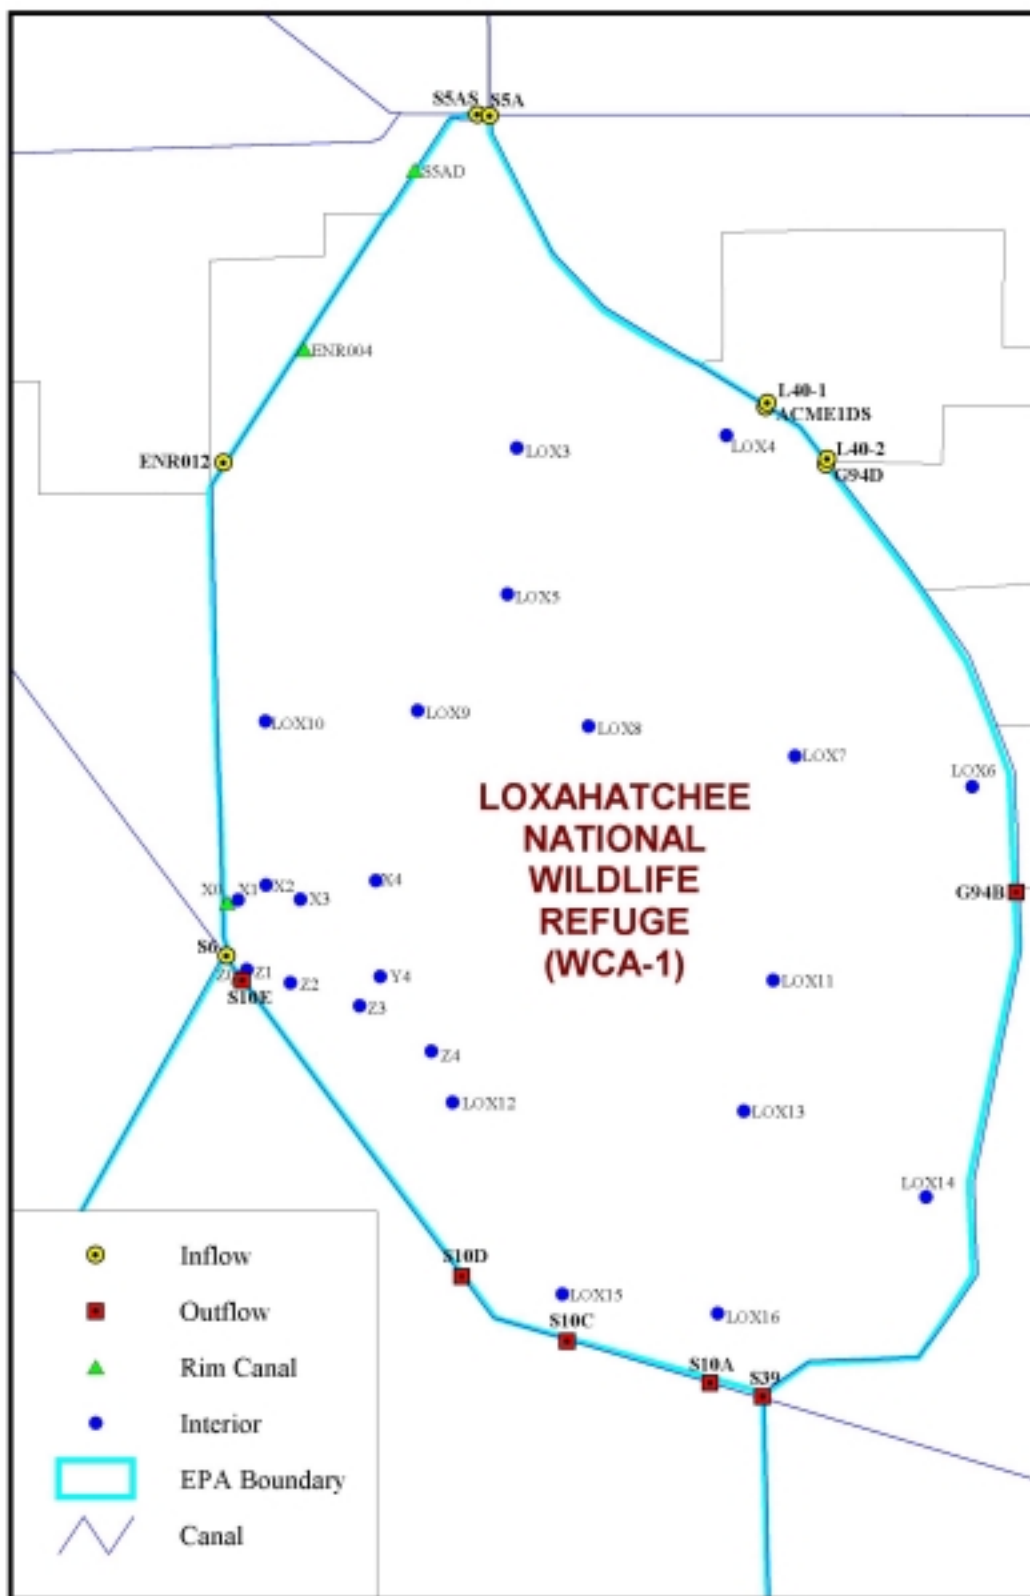 S5AS
S5A
S5AD
ENR004
L40-1
ACME1DS
LOX3
LOX4
L40-2
ENR012
G94D
LOX5
LOX9
LOX10
LOX8
LOX7
LOX6
LOXAHATCHEE
NATIONAL
WILDLIFE
REFUGE
(WCA-1)
X4
X2
X1
X3
G94B
S6
Z1
Y4
Z2
LOX11
S10E
Z3
Z4
LOX12
LOX13
LOX14
S10D
LOX15
LOX16
S10C
S10A
S39
Inflow
Outflow
Rim Canal
Interior
EPA Boundary
Canal